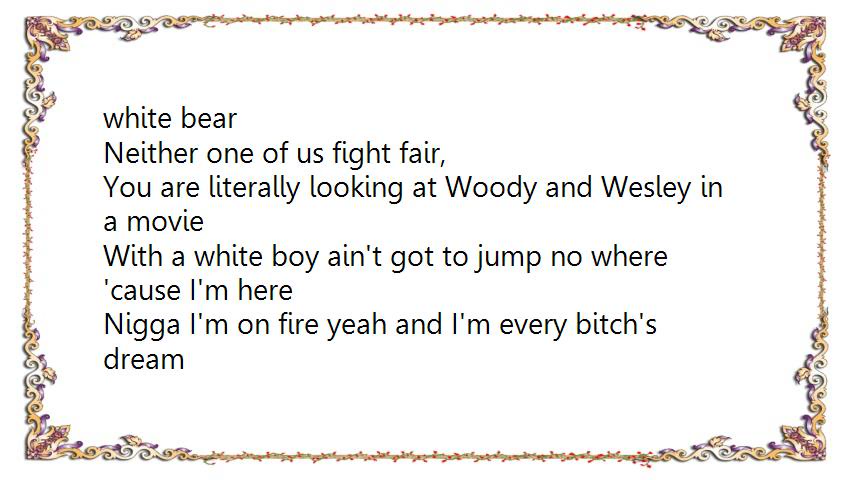 white bear
Neither one of us fight fair,
You are literally looking at Woody and Wesley in
a movie
With a white boy ain't got to jump no where
'cause I'm here
Nigga I'm on fire yeah and I'm every bitch's
dream